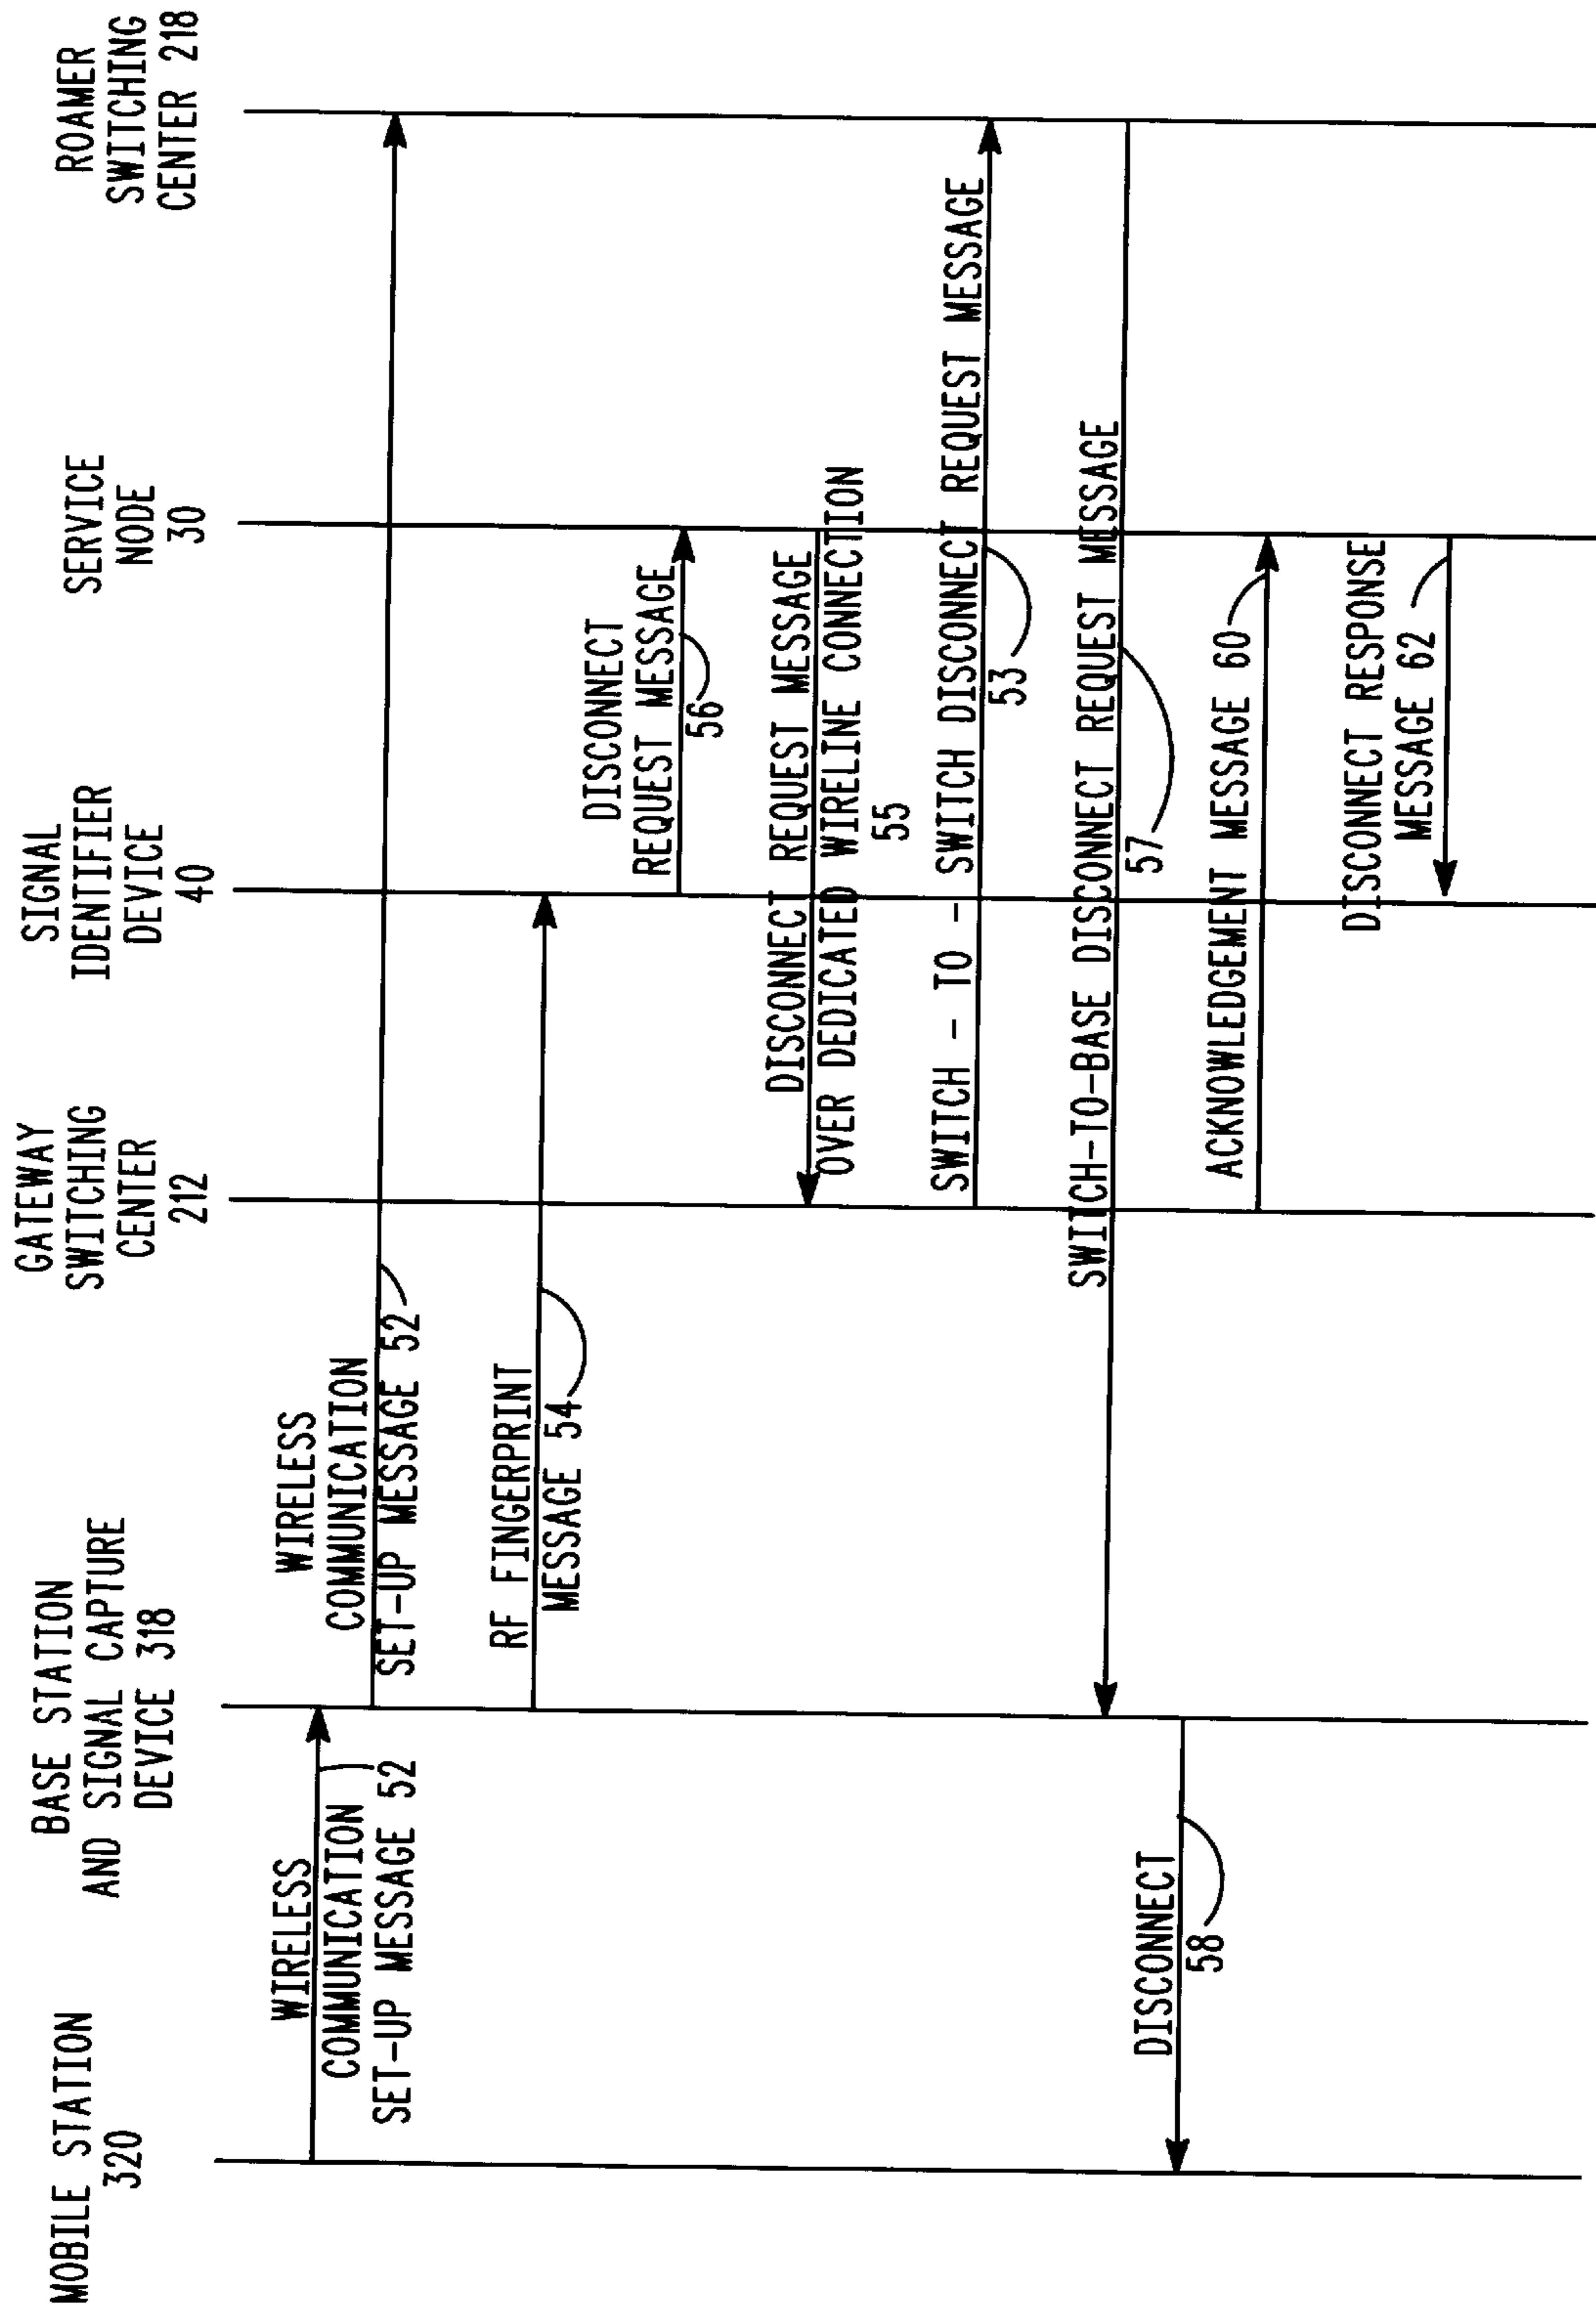 MOBILE STATION
320
BASE STATION
AND SIGNAL CAPTURE
DEVICE 318
GATEWAY
SWITCHING
CENTER
212
SIGNAL
IDENTIFIER
DEVICE
40
SERVICE
NODE
30
ROAMER
SWITCHING
CENTER 218
WIRELESS
COMMUNICATION
SET-UP MESSAGE 52
WIRELESS
COMMUNICATION
SET-UP MESSAGE 52
RF FINGERPRINT
MESSAGE 54
DISCONNECT
REQUEST MESSAGE
56
DISCONNECT REQUEST MESSAGE
OVER DEDICATED WIRELINE CONNECTION
55
SWITCH - TO - SWITCH DISCONNECT REQUEST MESSAGE
53
SWITCH-TO-BASE DISCONNECT REQUEST MESSAGE
57
DISCONNECT
58
ACKNOWLEDGEMENT MESSAGE 60
DISCONNECT RESPONSE
MESSAGE 62